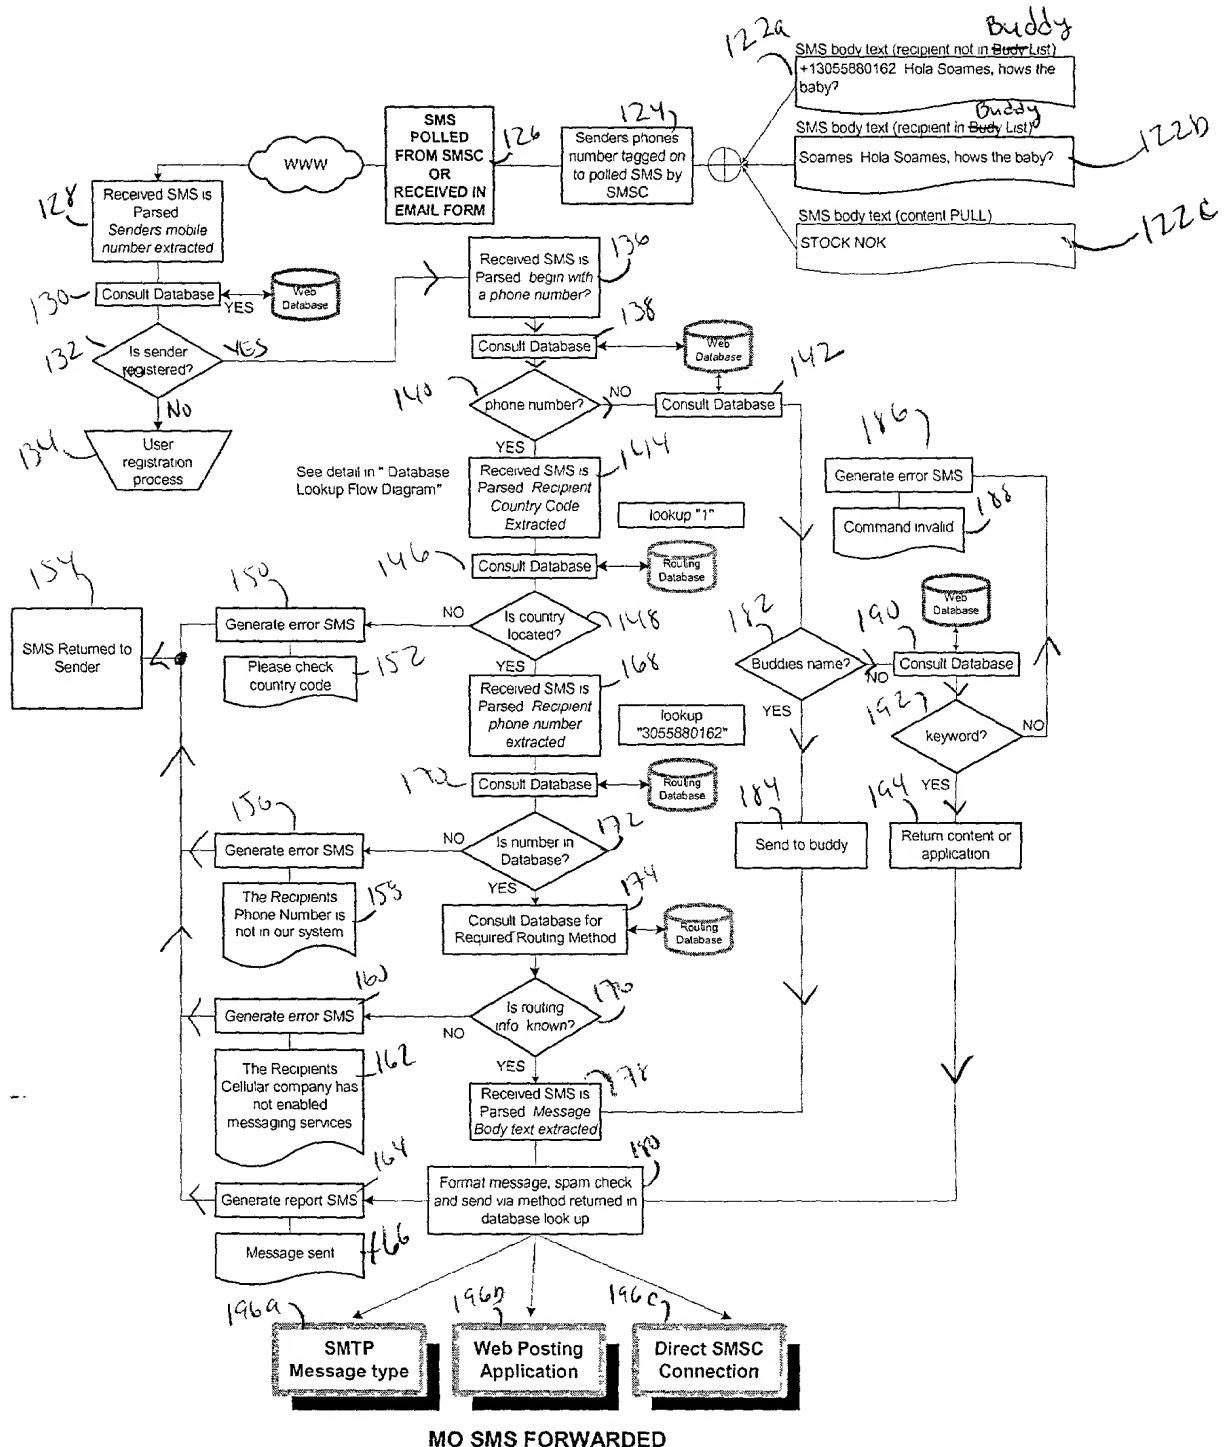 Buddy
122a
SMS body text (recipient not in Budy List)
+13055880162 Hola Soames, hows the
baby?
Buddy
SMS body text (recipient in Budy List)
Soames Hola Soames, hows the baby?
122b
SMS body text (content PULL)
STOCK NOK
122c
124
Senders phones
number tagged on
to polled SMS by
SMSC
126
SMS
POLLED
FROM SMSC
OR
RECEIVED IN
EMAIL FORM
WWW
128
Received SMS is
Parsed
Senders mobile
number extracted
130
Consult Database
YES
Web
Database
132
Is sender
registered?
NO
YES
No
134
User
registration
process
136
Received SMS is
Parsed begin with
a phone number?
138
Consult Database
Web
Database
140
phone number?
NO
142
Consult Database
YES
144
Received SMS is
Parsed Recipient
Country Code
Extracted
See detail in " Database
Lookup Flow Diagram"
lookup "1"
146
Consult Database
Routing
Database
148
Is country
located?
NO
YES
150
Generate error SMS
152
Please check
country code
154
SMS Returned to
Sender
168
Received SMS is
Parsed Recipient
phone number
extracted
lookup
"3055880162"
170
Consult Database
Routing
Database
172
Is number in
Database?
NO
YES
156
Generate error SMS
The Recipients
Phone Number is
not in our system
174
Consult Database for
Required Routing Method
Routing
Database
Is routing
info known?
NO
YES
160
Generate error SMS
162
The Recipients
Cellular company has
not enabled
messaging services
178
Received SMS is
Parsed Message
Body text extracted
180
Format message, spam check
and send via method returned in
database look up
164
Generate report SMS
Message sent
166
182
Buddies name?
NO
YES
184
Send to buddy
186
Generate error SMS
188
Command invalid
Web
Database
190
Consult Database
192
keyword?
NO
YES
194
Return content or
application
196a
SMTP
Message type
196b
Web Posting
Application
196c
Direct SMSC
Connection
MO SMS FORWARDED